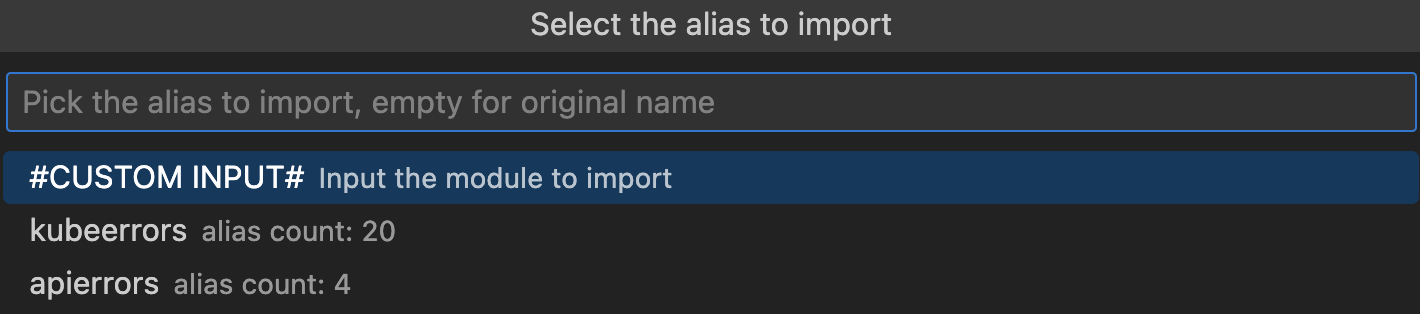 Select the alias to import
Pick the alias to import, empty for original name
#CUSTOM INPUT# Input the module to import
kubeerrors alias count: 20
apierrors alias count: 4